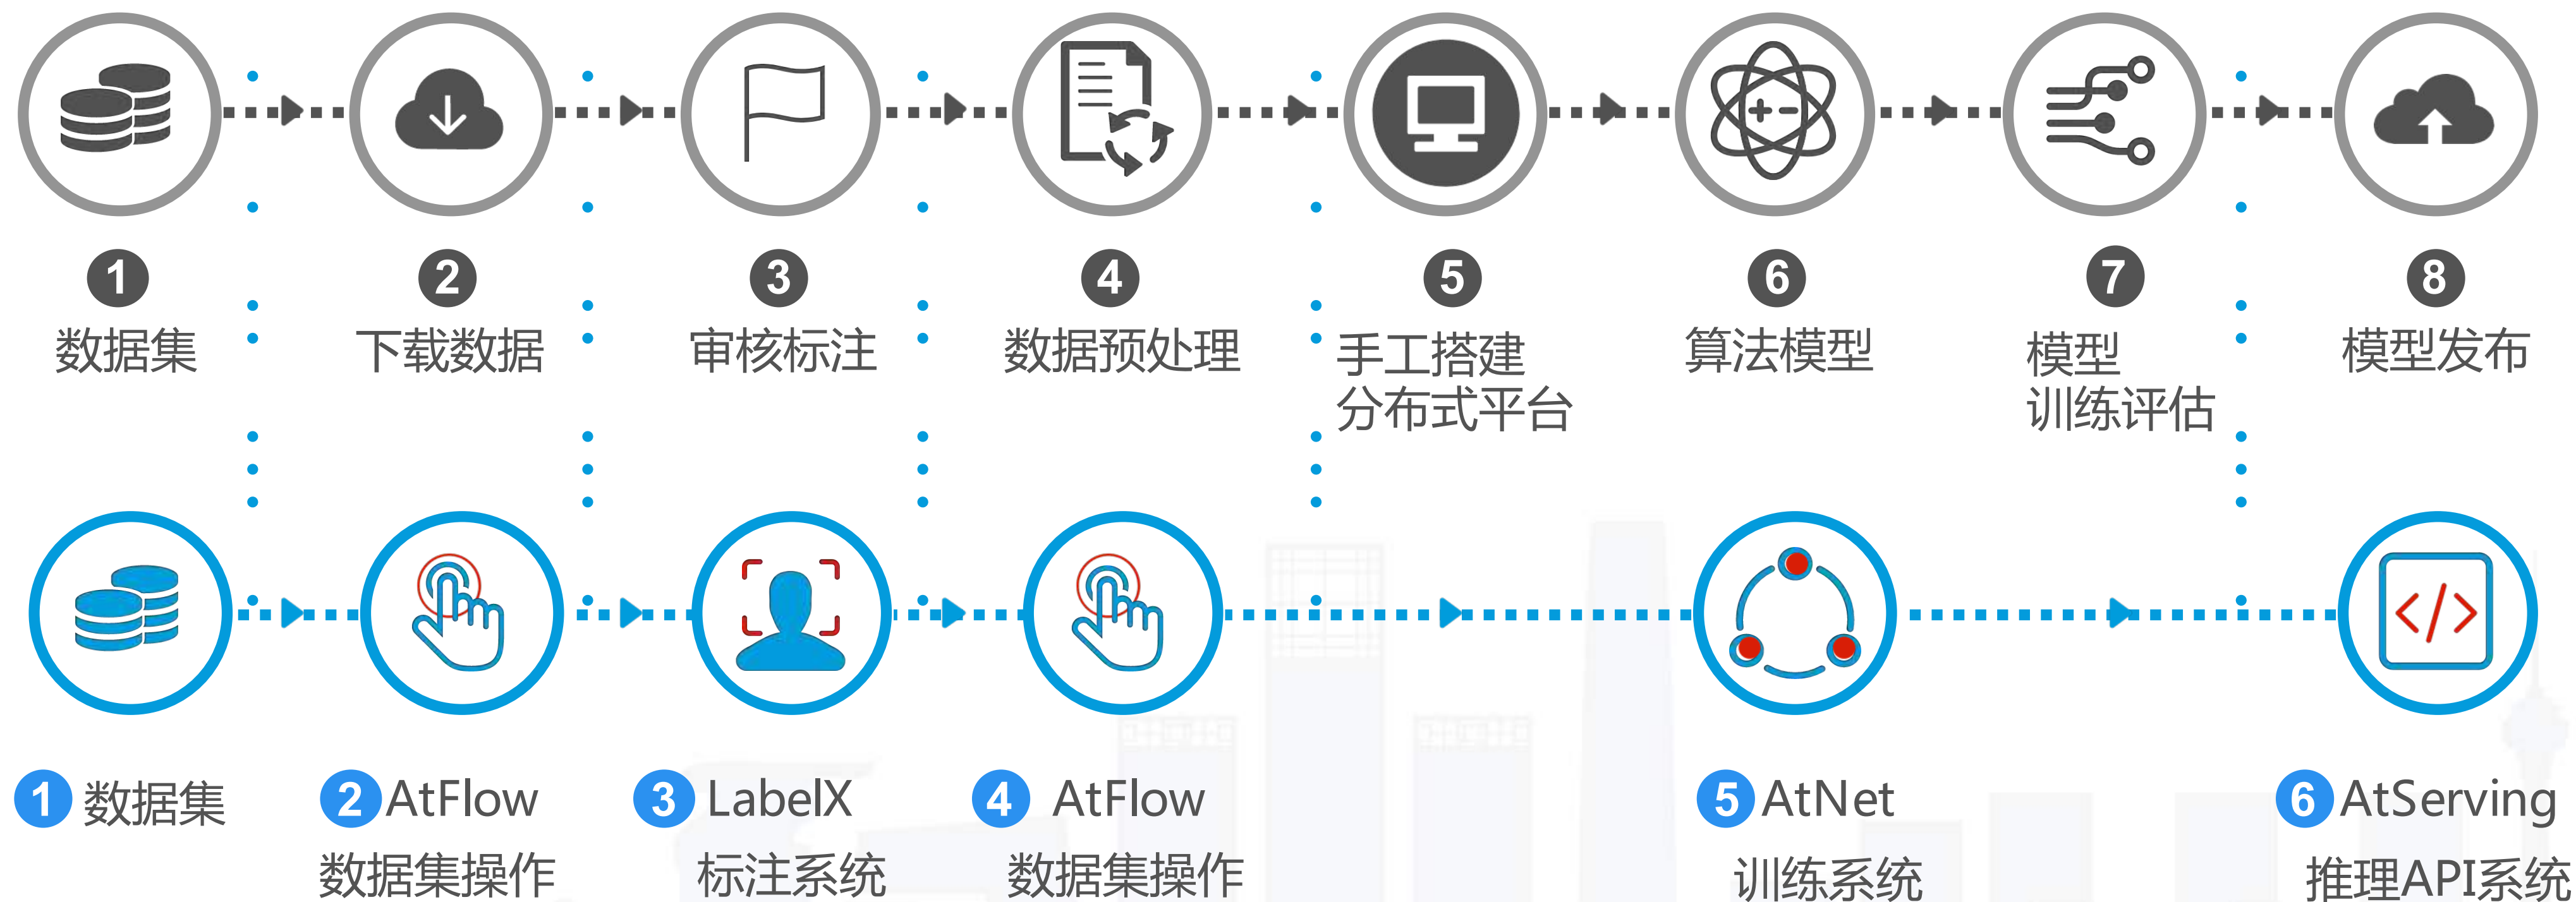 1 2 3 4 5 6 7 8
数据集 下载数据 审核标注 数据预处理 手工搭建 算法模型 模型 模型发布
分布式平台 训练评估
1 数据集 2 AtFlow 3 LabelX 4 AtFlow 5 AtNet 6 AtServing
数据集操作 标注系统 数据集操作 训练系统 推理API系统